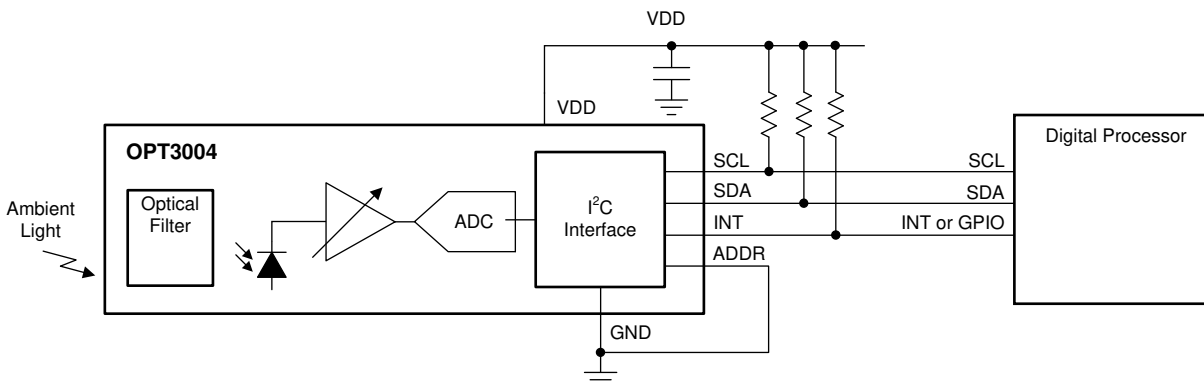 VDD
VDD
OPT3004
Digital Processor
SCL
SCL
Optical
Filter
Ambient
Light
ADC
I²C
Interface
SDA
SDA
INT
INT or GPIO
ADDR
GND